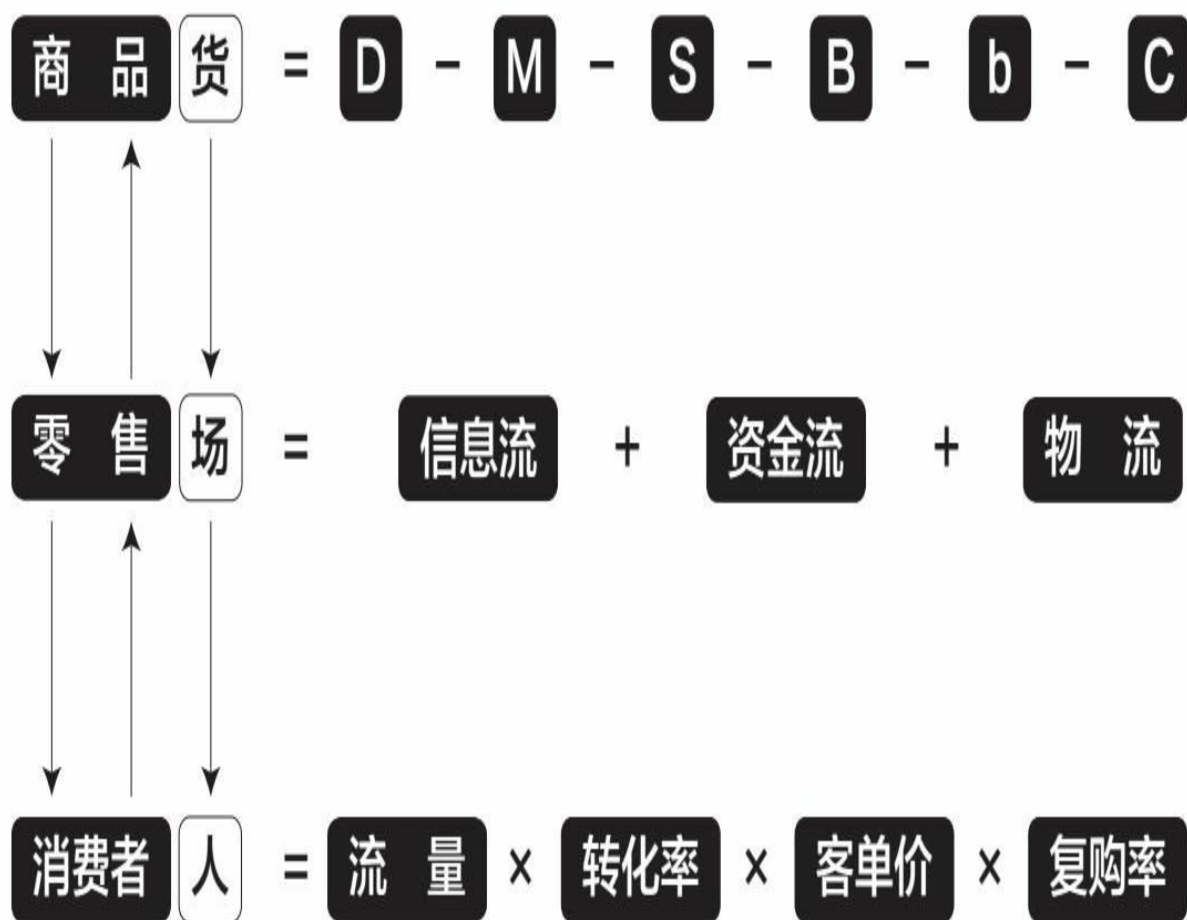 商品 货 = D - M - S - B - b - C
零售 场 = 信息流 + 资金流 + 物流
消费者 人 = 流量 × 转化率 × 客单价 × 复购率